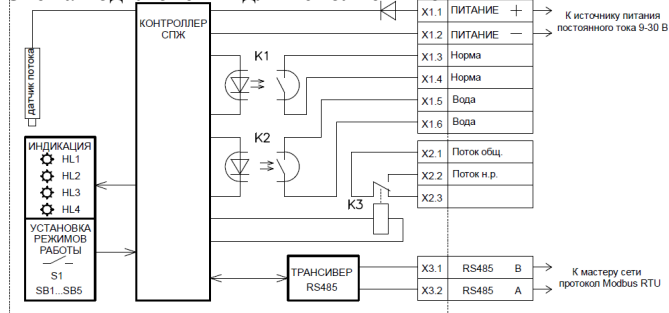 КОНТРОЛЛЕР
СПЖ
датчик потока
ИНДИКАЦИЯ
HL1
HL2
HL3
HL4
УСТАНОВКА
РЕЖИМОВ
РАБОТЫ
S1
SB1...SB5
K1
K2
K3
ТРАНСИВЕР
RS485
X1.1 ПИТАНИЕ +
X1.2 ПИТАНИЕ −
X1.3 Норма
X1.4 Норма
X1.5 Вода
X1.6 Вода
X2.1 Поток общ.
X2.2 Поток н.р.
X2.3
X3.1 RS485 B
X3.2 RS485 A
К источнику питания
постоянного тока 9-30 В
К мастеру сети
протокол Modbus RTU